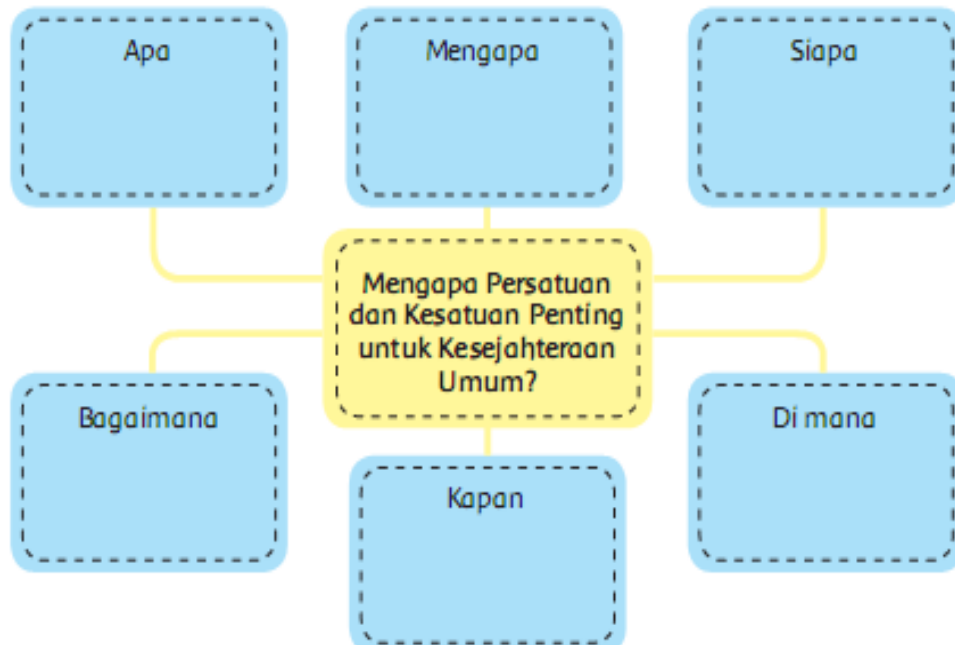 Apa
Mengapa
Siapa
Mengapa Persatuan
dan Kesatuan Penting
untuk Kesejahteraan
Umum?
Bagaimana
Kapan
Di mana